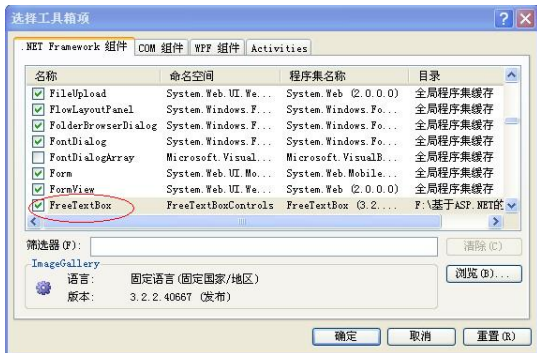 选择工具箱项
.NET Framework 组件 COM 组件 WPF 组件 Activities
名称 命名空间 程序集名称 目录
FileUpload System.Web.UI.We... System.Web (2.0.0.0) 全局程序集缓存
FlowLayoutPanel System.Windows.F... System.Windows.Fo... 全局程序集缓存
FolderBrowserDialog System.Windows.F... System.Windows.Fo... 全局程序集缓存
FontDialog System.Windows.F... System.Windows.Fo... 全局程序集缓存
FontDialogArray Microsoft.Visual... Microsoft.VisualB... 全局程序集缓存
Form System.Web.UI.Mo... System.Web.Mobile... 全局程序集缓存
FormView System.Web.UI.We... System.Web (2.0.0.0) 全局程序集缓存
FreeTextBox FreeTextBoxControls FreeTextBox (3.2.... F:\基于ASP.NET的
筛选器(F): 清除(C)
ImageGallery
语言: 固定语言(固定国家/地区) 浏览(B)...
版本: 3.2.2.40667 (发布)
确定 取消 重置(R)